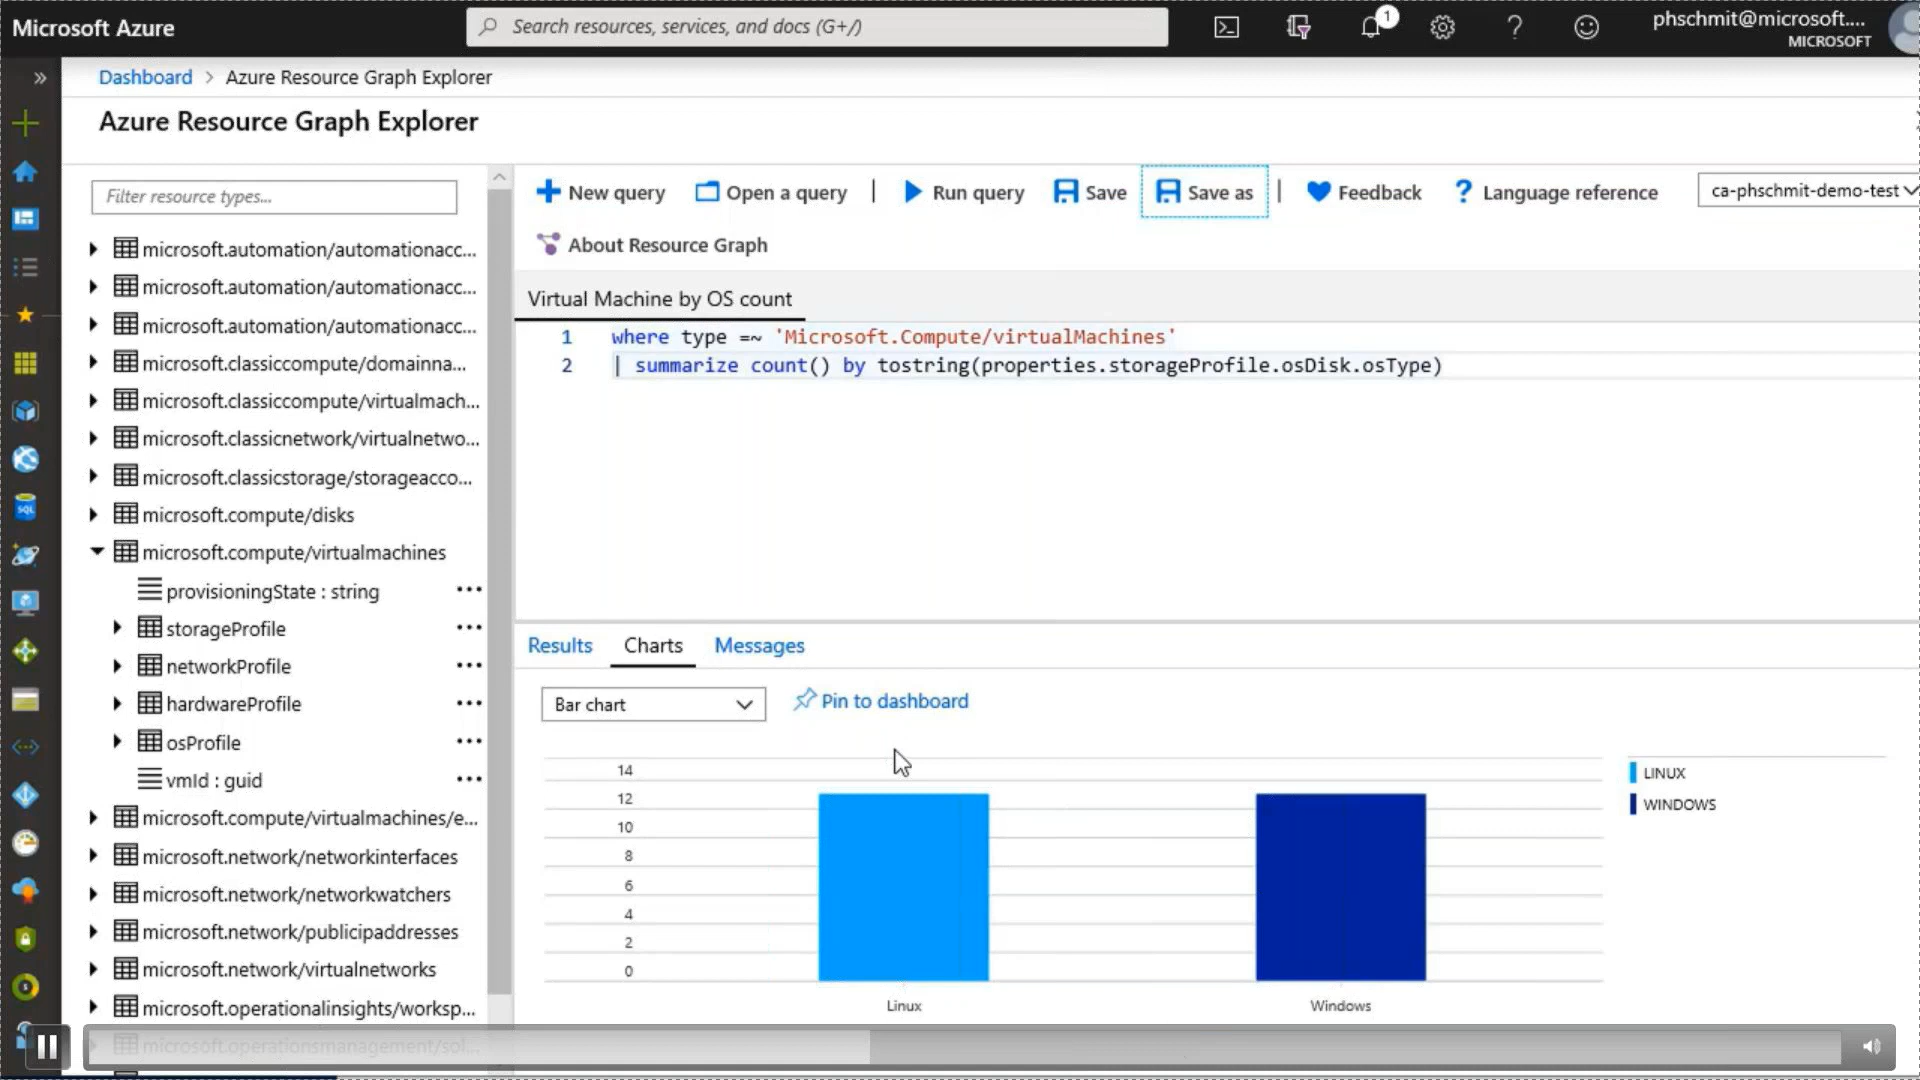 Microsoft Azure
Search resources, services, and docs (G+/)
1
phschmit@microsoft....
MICROSOFT
Dashboard > Azure Resource Graph Explorer
Azure Resource Graph Explorer
Filter resource types...
microsoft.automation/automationacc...
microsoft.automation/automationacc...
microsoft.automation/automationacc...
microsoft.classiccompute/domainna...
microsoft.classiccompute/virtualmach...
microsoft.classicnetwork/virtualnetwo...
microsoft.classicstorage/storageacco...
microsoft.compute/disks
microsoft.compute/virtualmachines
provisioningState : string
storageProfile
networkProfile
hardwareProfile
osProfile
vmId : guid
microsoft.compute/virtualmachines/e...
microsoft.network/networkinterfaces
microsoft.network/networkwatchers
microsoft.network/publicipaddresses
microsoft.network/virtualnetworks
microsoft.operationalinsights/worksp...
microsoft.operationsmanagement/sol...
New query Open a query | Run query Save Save as | Feedback ? Language reference ca-phschmit-demo-test
About Resource Graph
Virtual Machine by OS count
1 where type =~ 'Microsoft.Compute/virtualMachines'
2 | summarize count() by tostring(properties.storageProfile.osDisk.osType)
Results Charts Messages
Bar chart Pin to dashboard
14
12
10
8
6
4
2
0
Linux Windows
LINUX
WINDOWS
SQL